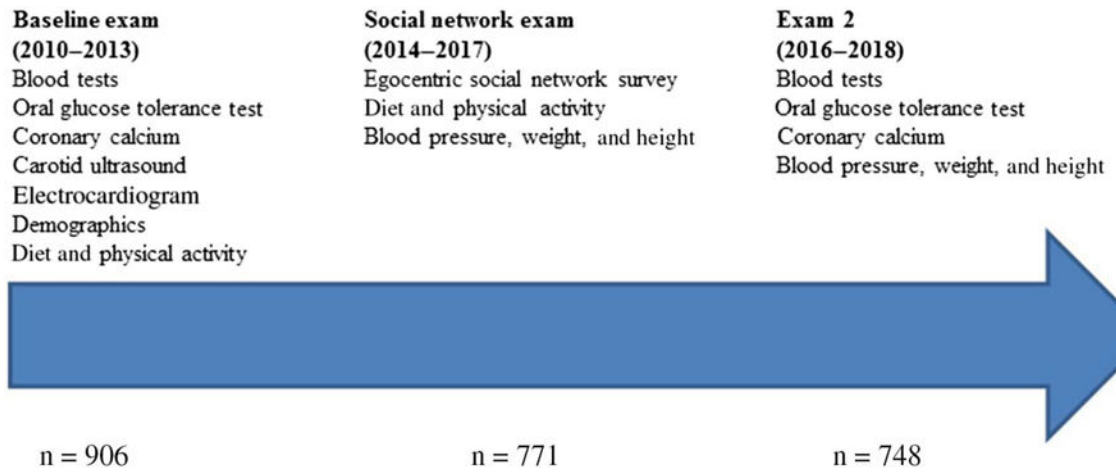 Baseline exam
(2010–2013)
Blood tests
Oral glucose tolerance test
Coronary calcium
Carotid ultrasound
Electrocardiogram
Demographics
Diet and physical activity
Social network exam
(2014–2017)
Egocentric social network survey
Diet and physical activity
Blood pressure, weight, and height
Exam 2
(2016–2018)
Blood tests
Oral glucose tolerance test
Coronary calcium
Blood pressure, weight, and height
n = 906
n = 771
n = 748